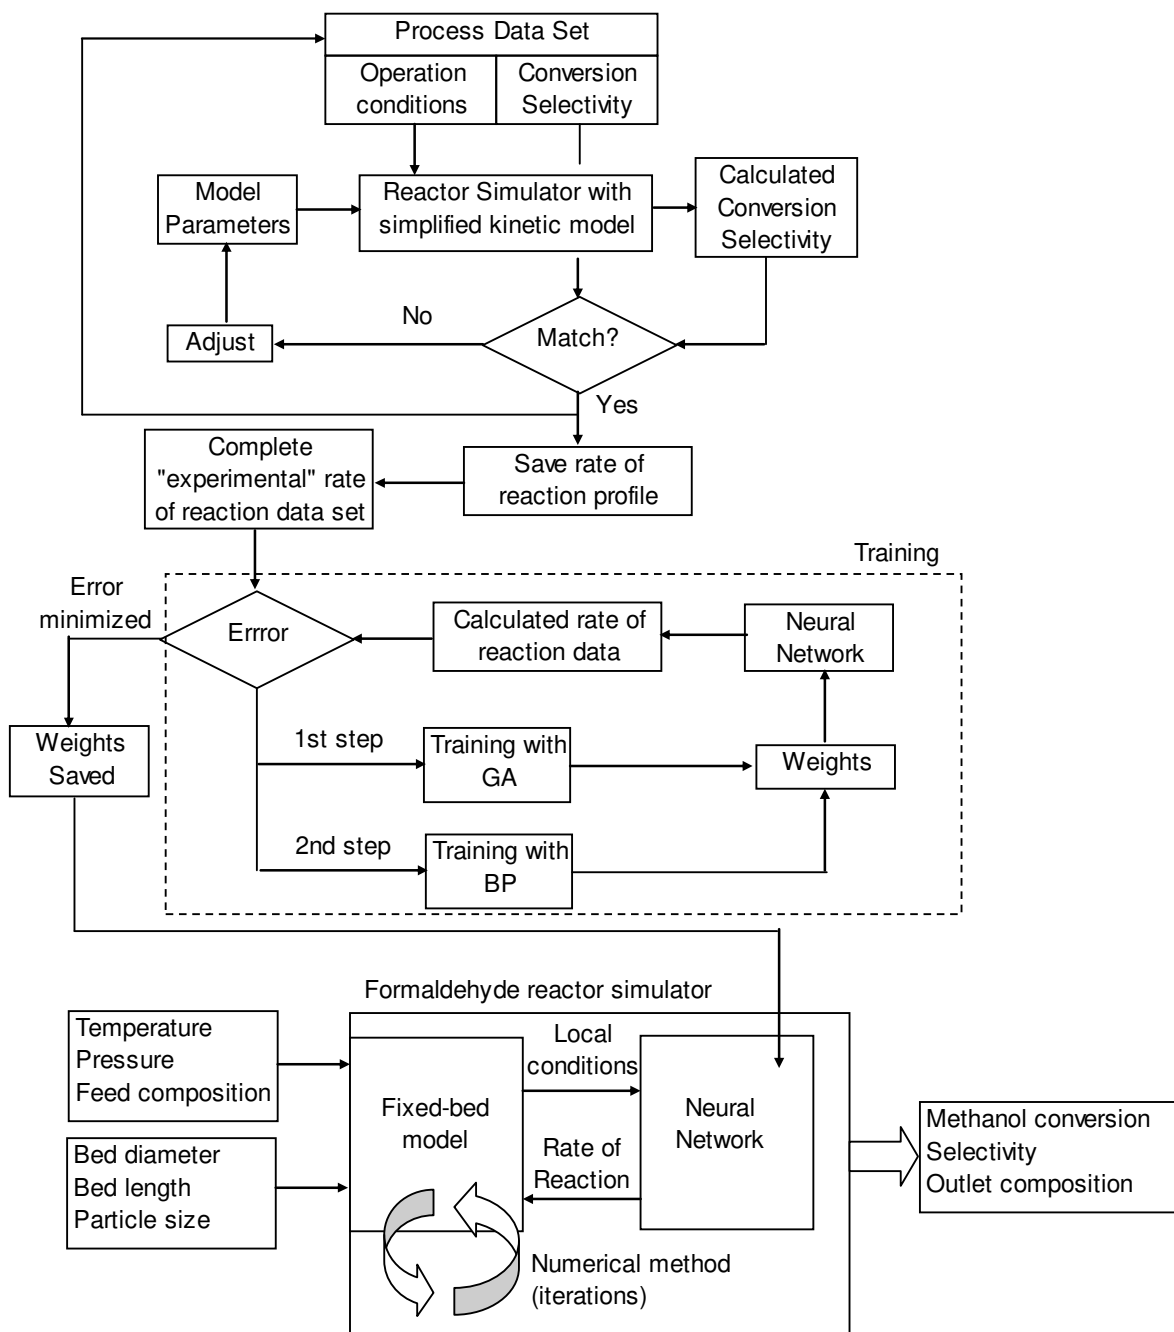 Process Data Set
Operation
conditions
Conversion
Selectivity
Model
Parameters
Reactor Simulator with
simplified kinetic model
Calculated
Conversion
Selectivity
No
Adjust
Match?
Yes
Complete
"experimental" rate
of reaction data set
Save rate of
reaction profile
Training
Error
minimized
Errror
Calculated rate of
reaction data
Neural
Network
Weights
Saved
1st step
Training with
GA
Weights
2nd step
Training with
BP
Formaldehyde reactor simulator
Temperature
Pressure
Feed composition
Bed diameter
Bed length
Particle size
Fixed-bed
model
Local
conditions
Rate of
Reaction
Neural
Network
Numerical method
(iterations)
Methanol conversion
Selectivity
Outlet composition